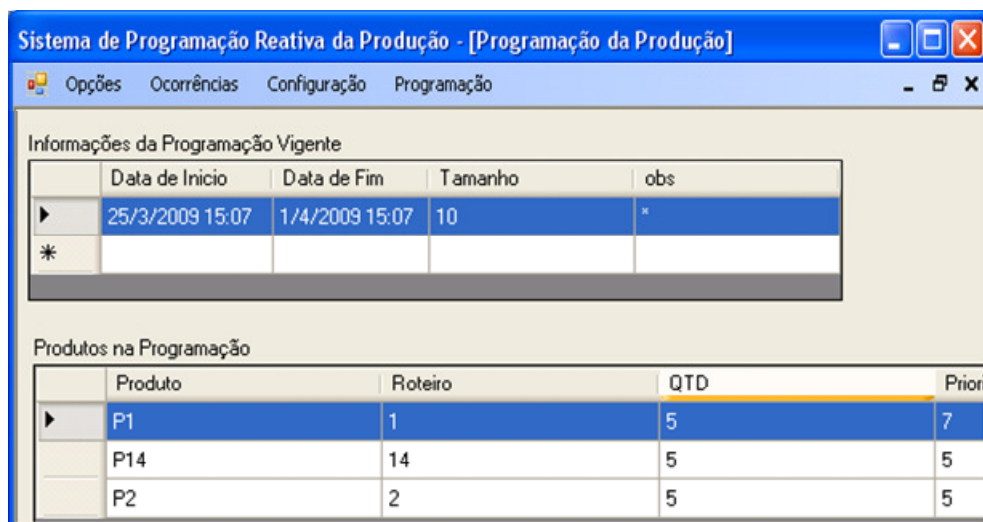 Sistema de Programação Reativa da Produção - [Programação da Produção]
Opções Ocorrências Configuração Programação
Informações da Programação Vigente
Data de Inicio Data de Fim Tamanho obs
25/3/2009 15:07 1/4/2009 15:07 10 *
Produtos na Programação
Produto Roteiro QTD Priori
P1 1 5 7
P14 14 5 5
P2 2 5 5